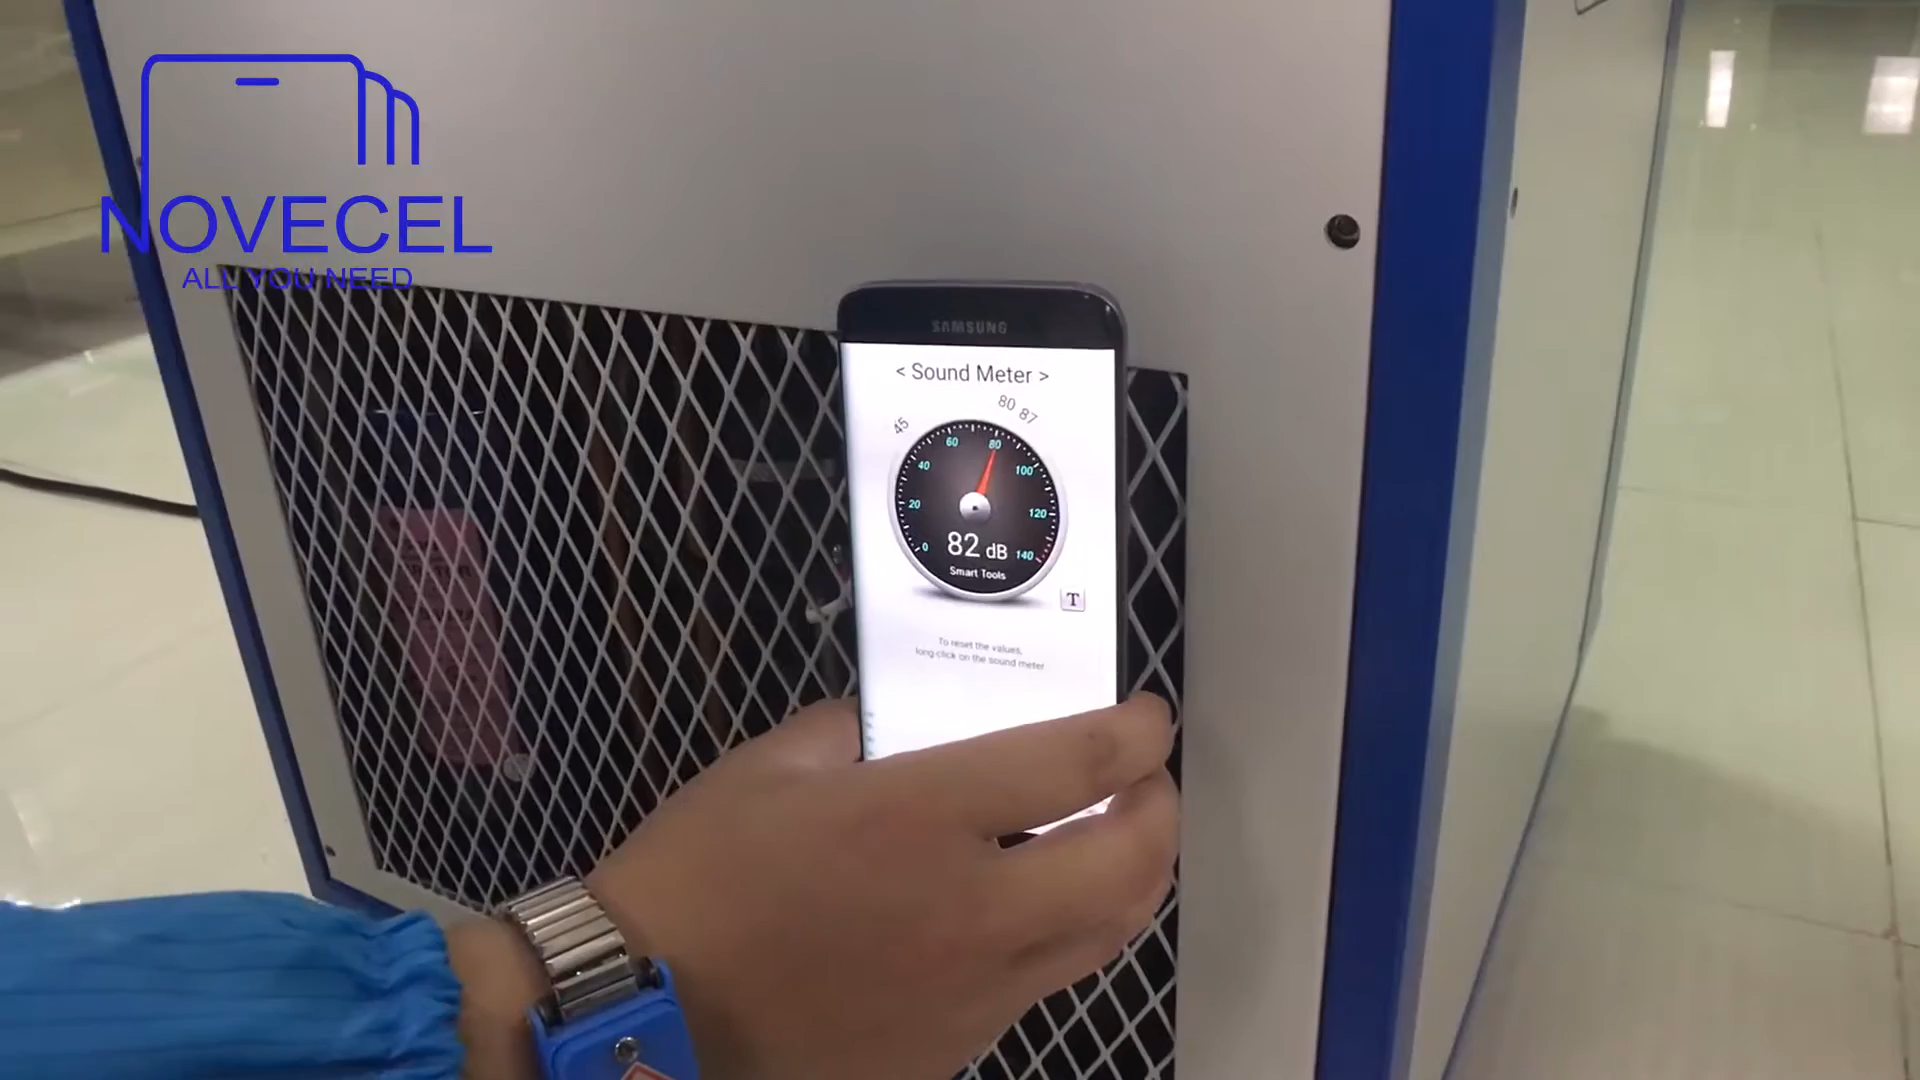 NOVECEL
ALL YOU NEED
SAMSUNG
< Sound Meter >
45
80 87
0
20
40
60
80
100
120
140
82 dB
Smart Tools
T
To reset the values,
long-click on the sound meter